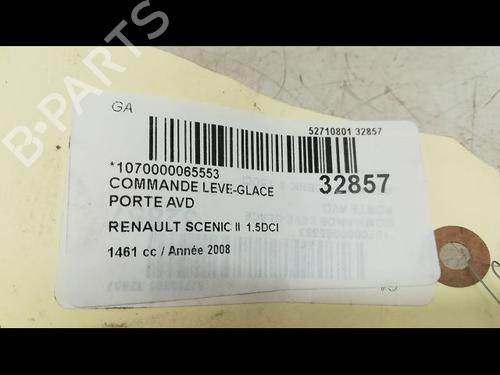 B-PARTS
GA
52710801 32857
*1070000065553
COMMANDE LEVE-GLACE
PORTE AVD
32857
RENAULT SCENIC II 1.5DCI
1461 cc / Année 2008